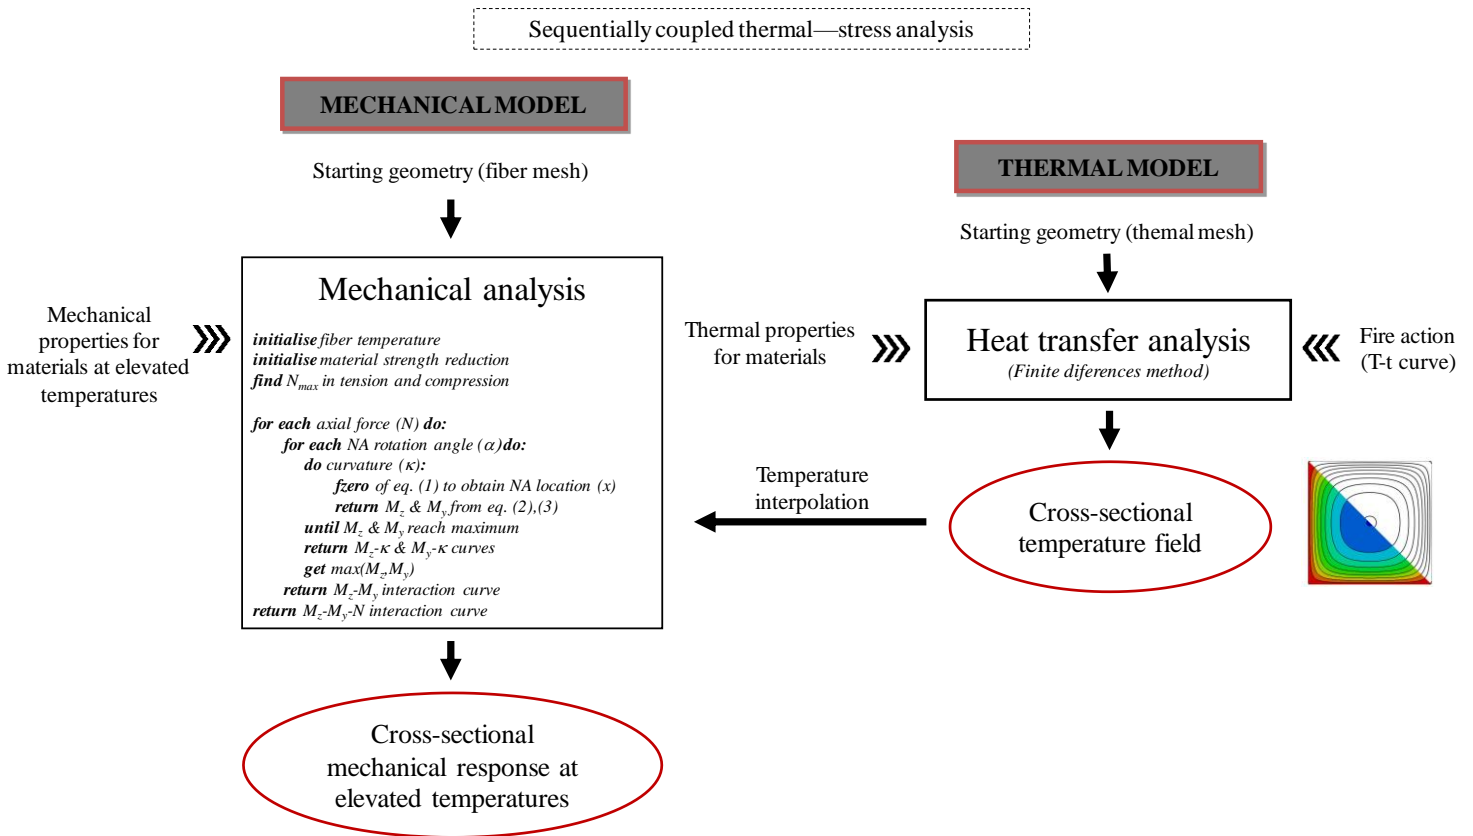 Sequentially coupled thermal—stress analysis
MECHANICAL MODEL
Starting geometry (fiber mesh)
Mechanical
properties for
materials at elevated
temperatures
Mechanical analysis
initialise fiber temperature
initialise material strength reduction
find Nmax in tension and compression
for each axial force (N) do:
for each NA rotation angle (α) do:
do curvature (κ):
fzero of eq. (1) to obtain NA location (x)
return Mz & My from eq. (2),(3)
until Mz & My reach maximum
return Mz-κ & My-κ curves
get max(Mz,My)
return Mz-My interaction curve
return Mz-My-N interaction curve
Cross-sectional
mechanical response at
elevated temperatures
THERMAL MODEL
Starting geometry (themal mesh)
Thermal properties
for materials
Heat transfer analysis
(Finite diferences method)
Fire action
(T-t curve)
Temperature
interpolation
Cross-sectional
temperature field